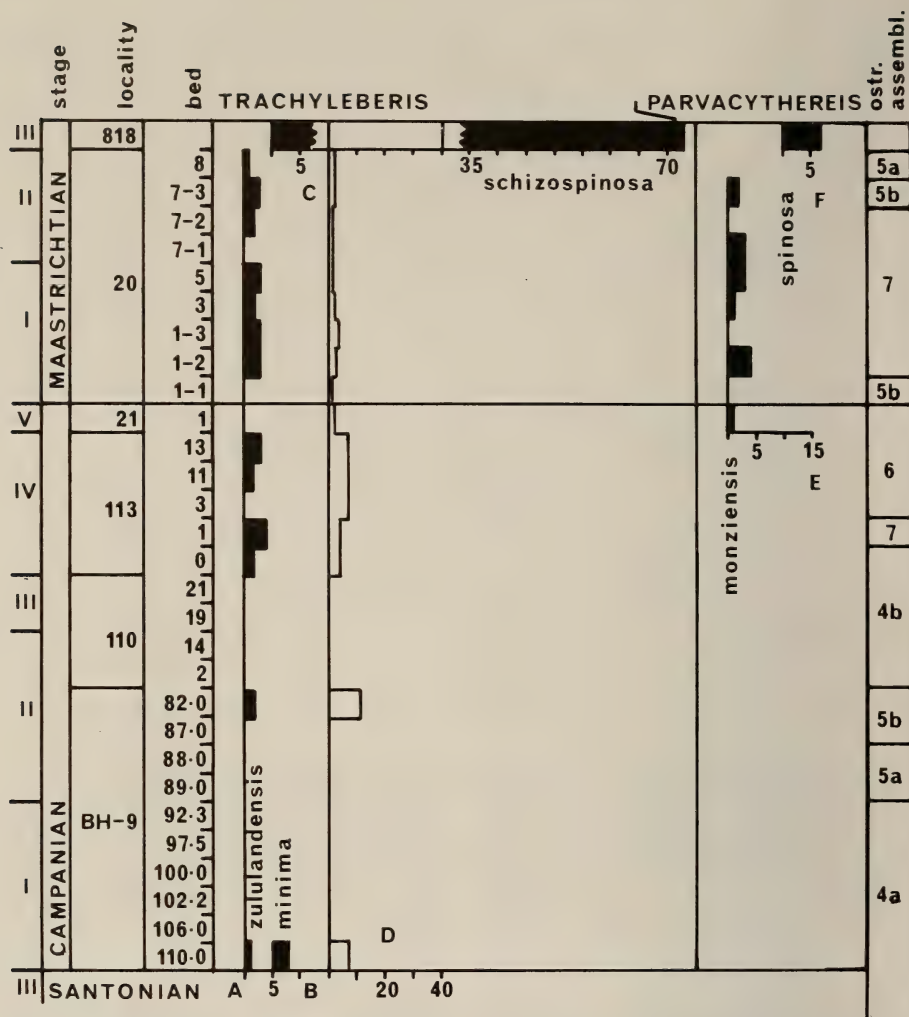 stage
locality
bed
ostr.
assembl.
TRACHYLEBERIS PARVACYTHEREIS
III 818
5 35 70 5
C schizospinosa spinosa F
MAASTRICHTIAN
II
I
20
8
7-3
7-2
7-1
5
3
1-3
1-2
1-1
5a
5b
7
5b
V 21 1
IV 113
13
11
3
1
0
5 15
E
monziensis
6
7
III
110
21
19
14
2
4b
II
CAMPANIAN
I
BH-9
82·0
87·0
88·0
89·0
92·3
97·5
100·0
102·2
106·0
110·0
zululandensis
minima
D
5b
5a
4a
III SANTONIAN A 5 B 20 40